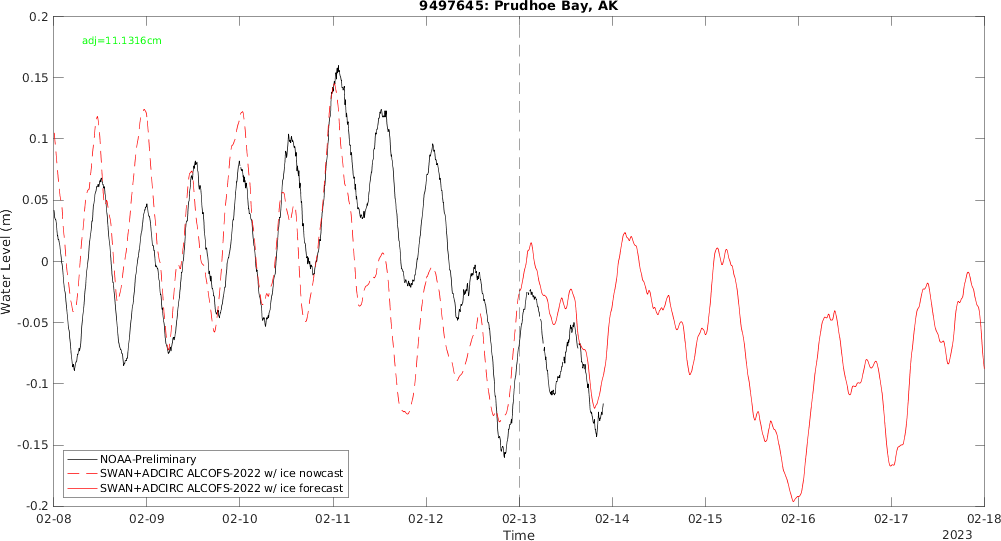 9497645: Prudhoe Bay, AK
adj=11.1316cm
0.2
0.15
0.1
0.05
0
-0.05
-0.1
-0.15
-0.2
Water Level (m)
NOAA-Preliminary
SWAN+ADCIRC ALCOFS-2022 w/ ice nowcast
SWAN+ADCIRC ALCOFS-2022 w/ ice forecast
02-08 02-09 02-10 02-11 02-12 02-13 02-14 02-15 02-16 02-17 02-18
Time
2023